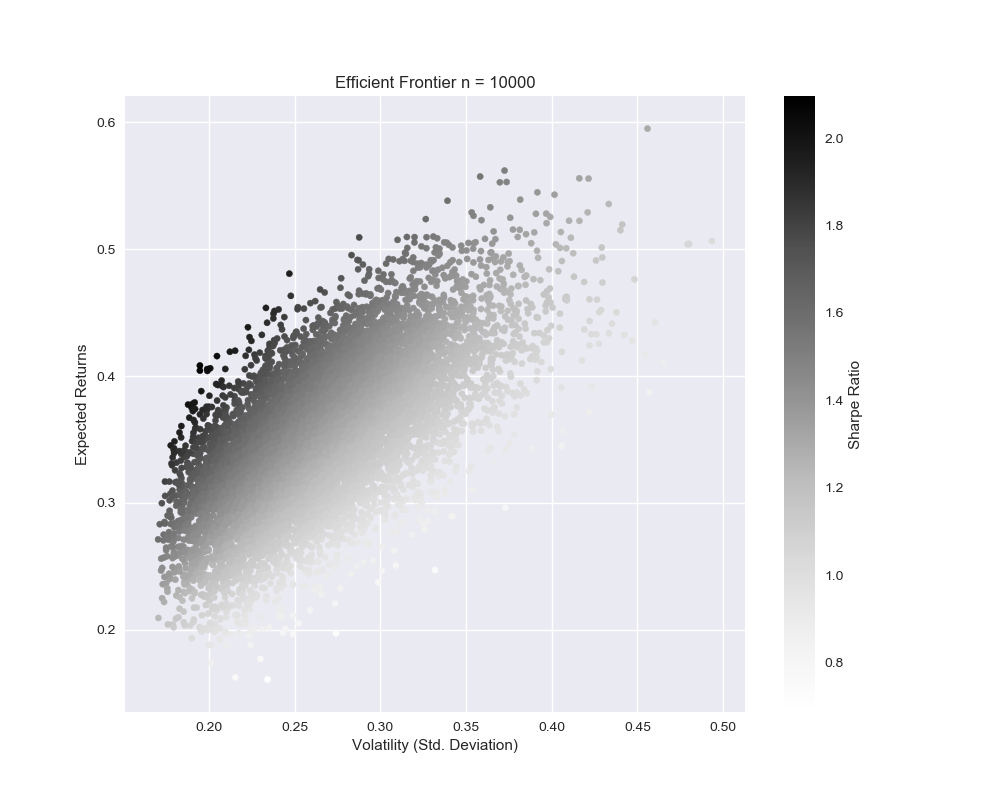 Efficient Frontier n = 10000
Expected Returns
0.6
0.5
0.4
0.3
0.2
0.20 0.25 0.30 0.35 0.40 0.45 0.50
Volatility (Std. Deviation)
2.0
1.8
1.6
1.4
1.2
1.0
0.8
Sharpe Ratio